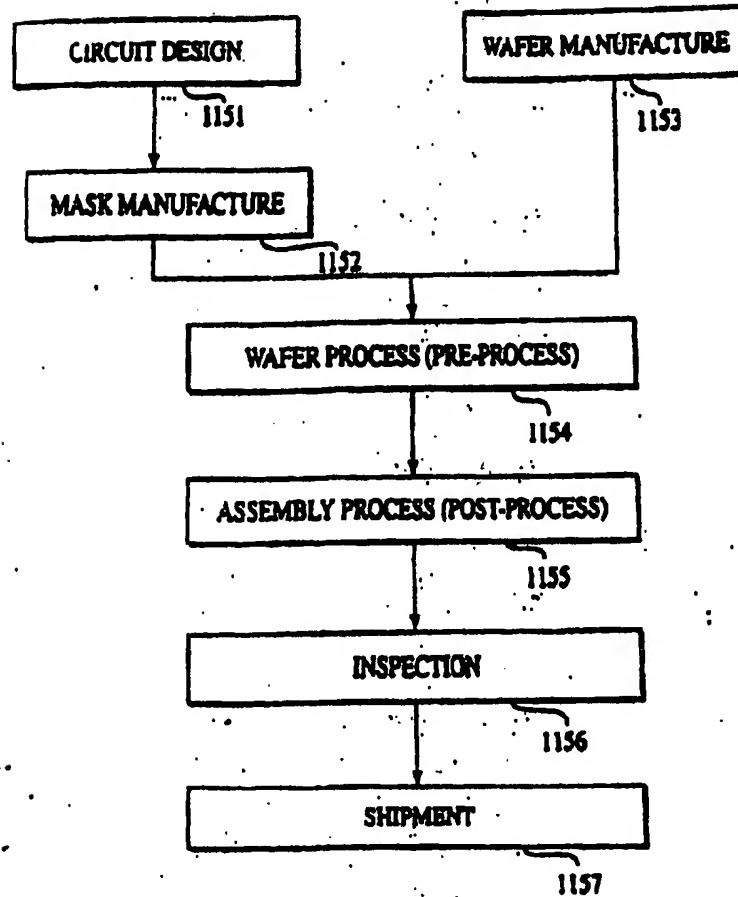 CIRCUIT DESIGN
1151
WAFER MANUFACTURE
1153
MASK MANUFACTURE
1152
WAFER PROCESS (PRE-PROCESS)
1154
ASSEMBLY PROCESS (POST-PROCESS)
1155
INSPECTION
1156
SHIPMENT
1157